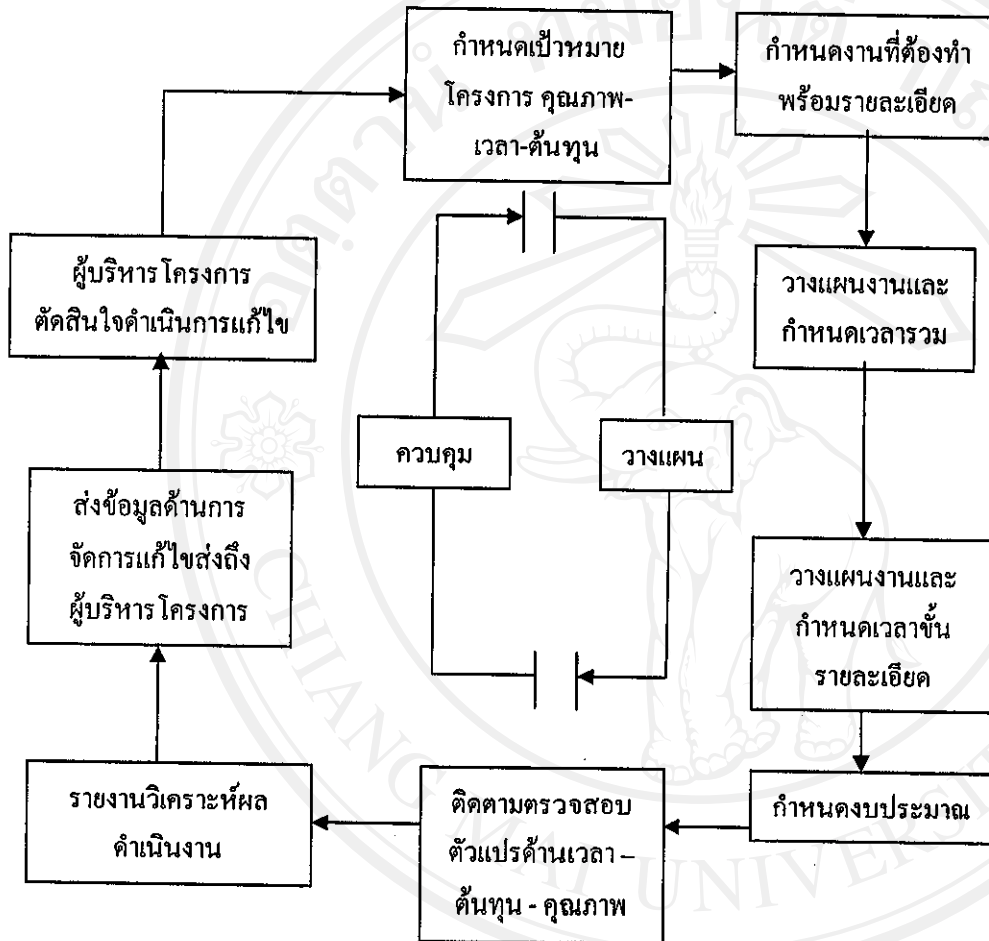 กำหนดเป้าหมาย
โครงการ คุณภาพ-
เวลา-ต้นทุน
กำหนดงานที่ต้องทำ
พร้อมรายละเอียด
ผู้บริหารโครงการ
ตัดสินใจดำเนินการแก้ไข
วางแผนงานและ
กำหนดเวลารวม
ควบคุม
วางแผน
ส่งข้อมูลด้านการ
จัดการแก้ไขส่งถึง
ผู้บริหารโครงการ
วางแผนงานและ
กำหนดเวลาขั้น
รายละเอียด
รายงานวิเคราะห์ผล
ดำเนินงาน
ติดตามตรวจสอบ
ตัวแปรด้านเวลา –
ต้นทุน - คุณภาพ
กำหนดงบประมาณ
CHIANG MAI UNIVERSIT